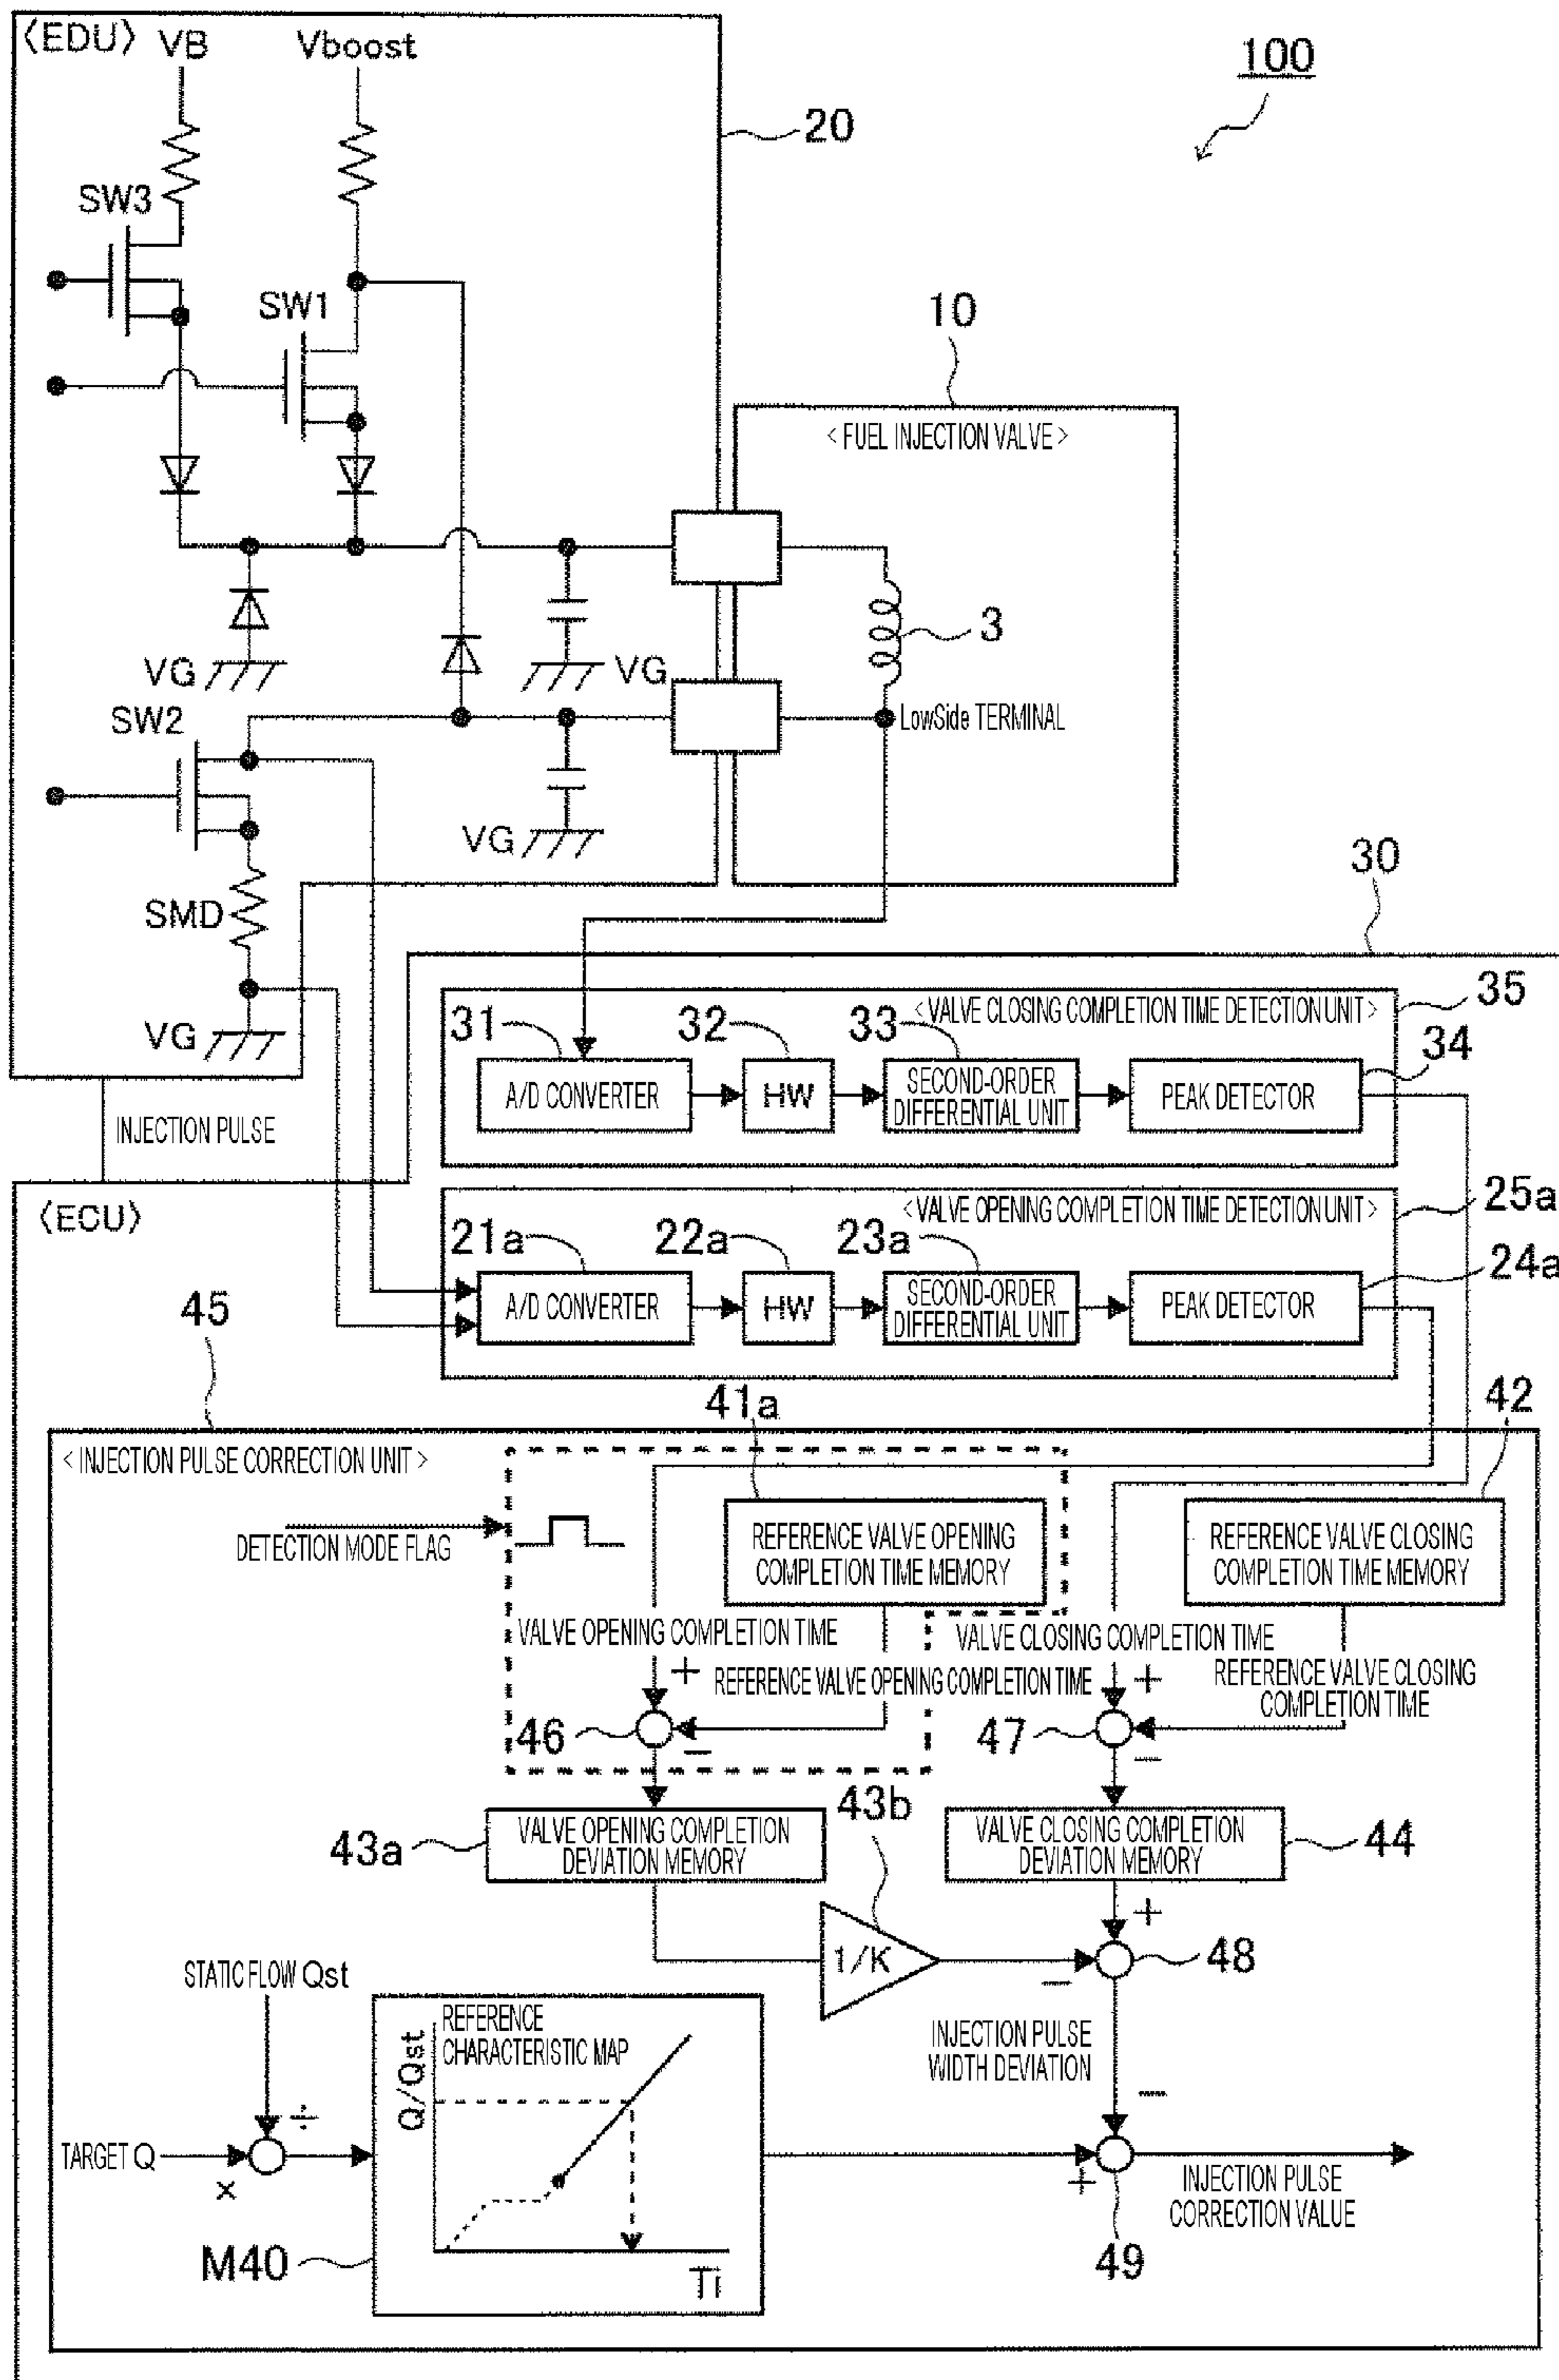 <EDU>
VB
Vboost
100
20
SW3
SW1
10
<FUEL INJECTION VALVE>
3
VG
VG
SW2
LowSide TERMINAL
VG
30
SMD
VG
<VALVE CLOSING COMPLETION TIME DETECTION UNIT>
35
31
32
33
34
A/D CONVERTER
HW
SECOND-ORDER
DIFFERENTIAL UNIT
PEAK DETECTOR
INJECTION PULSE
<ECU>
<VALVE OPENING COMPLETION TIME DETECTION UNIT>
25a
21a
22a
23a
24a
A/D CONVERTER
HW
SECOND-ORDER
DIFFERENTIAL UNIT
PEAK DETECTOR
45
41a
42
<INJECTION PULSE CORRECTION UNIT>
DETECTION MODE FLAG
REFERENCE VALVE OPENING
COMPLETION TIME MEMORY
REFERENCE VALVE CLOSING
COMPLETION TIME MEMORY
VALVE OPENING COMPLETION TIME
VALVE CLOSING COMPLETION TIME
+
REFERENCE VALVE OPENING COMPLETION TIME
+
REFERENCE VALVE CLOSING
COMPLETION TIME
46
−
47
−
43a
VALVE OPENING COMPLETION
DEVIATION MEMORY
43b
VALVE CLOSING COMPLETION
DEVIATION MEMORY
44
+
1/K
−
48
STATIC FLOW Qst
REFERENCE
CHARACTERISTIC MAP
Q/Qst
INJECTION PULSE
WIDTH DEVIATION
−
÷
TARGET Q
×
+
49
INJECTION PULSE
CORRECTION VALUE
M40
Ti